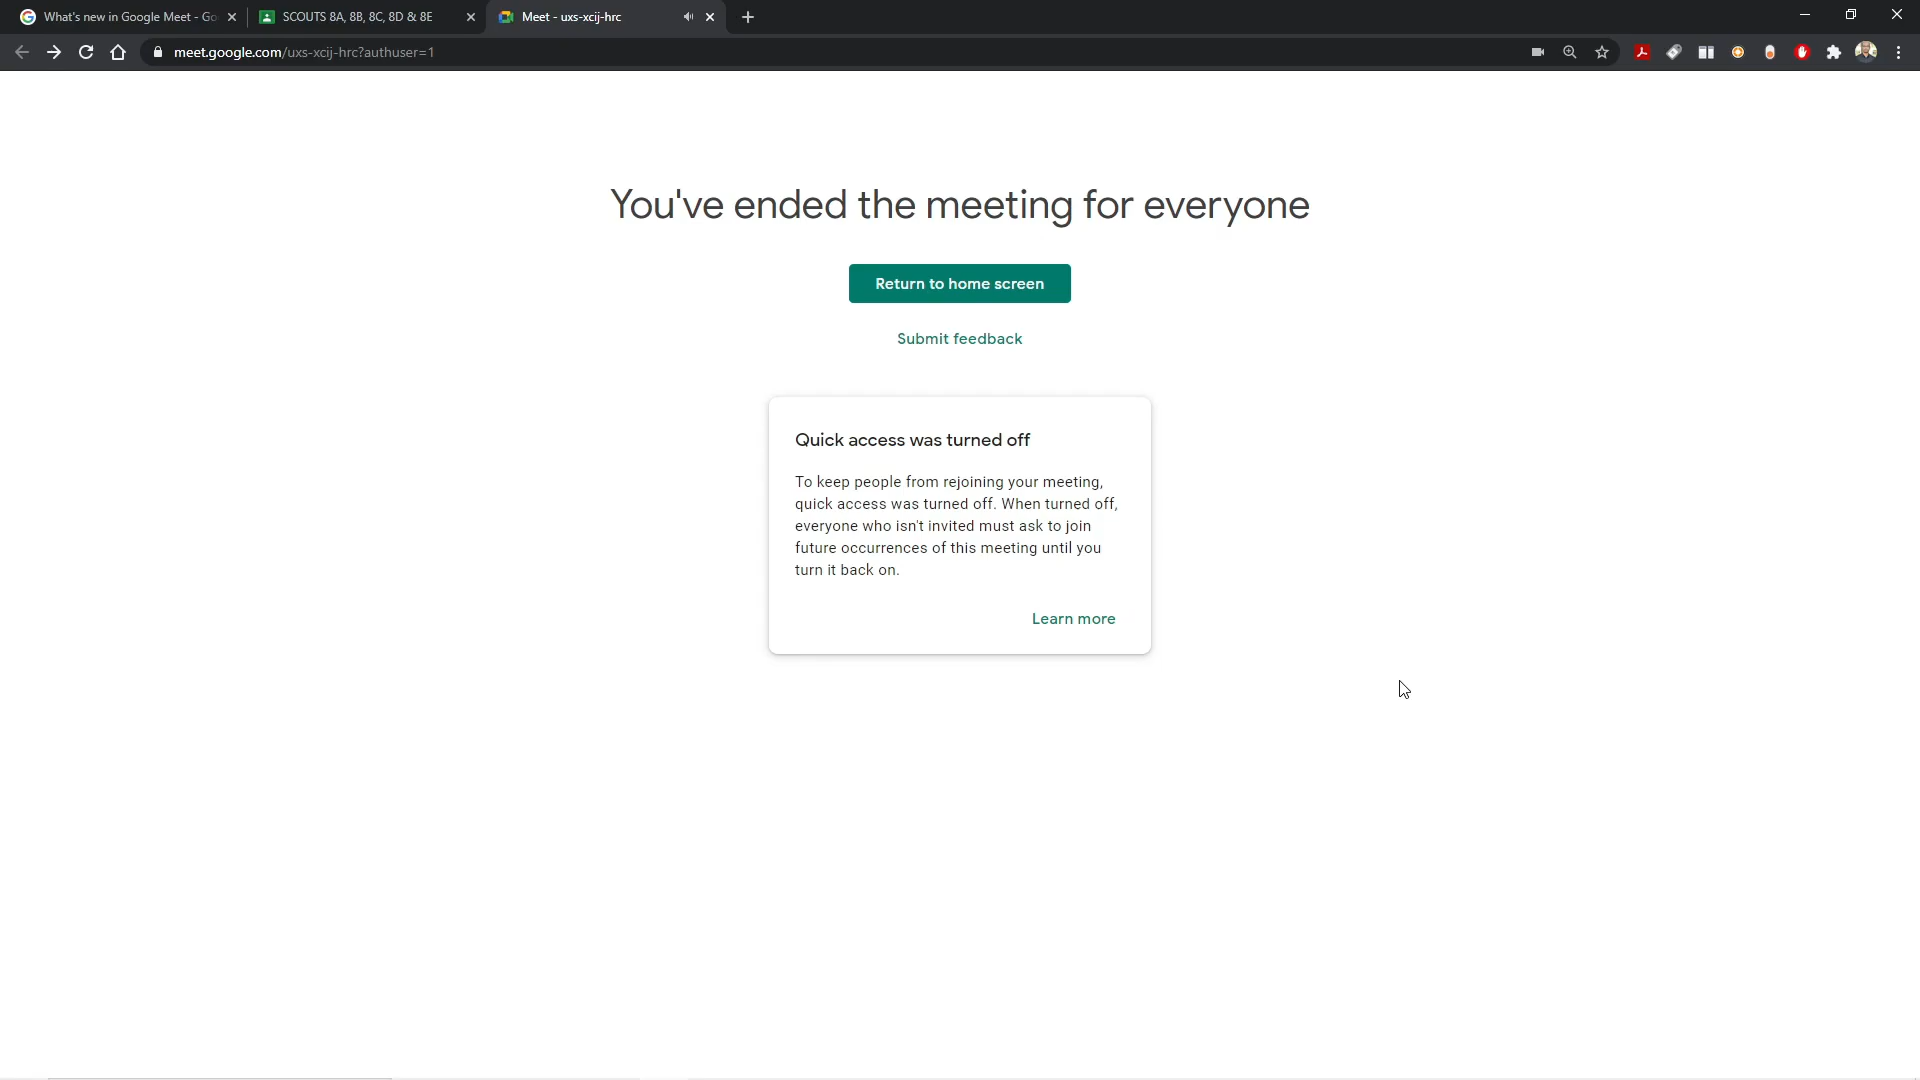 What's new in Google Meet - Go
SCOUTS 8A, 8B, 8C, 8D & 8E
Meet - uxs-xcij-hrc
meet.google.com/uxs-xcij-hrc?authuser=1
You've ended the meeting for everyone
Return to home screen
Submit feedback
Quick access was turned off
To keep people from rejoining your meeting,
quick access was turned off. When turned off,
everyone who isn't invited must ask to join
future occurrences of this meeting until you
turn it back on.
Learn more